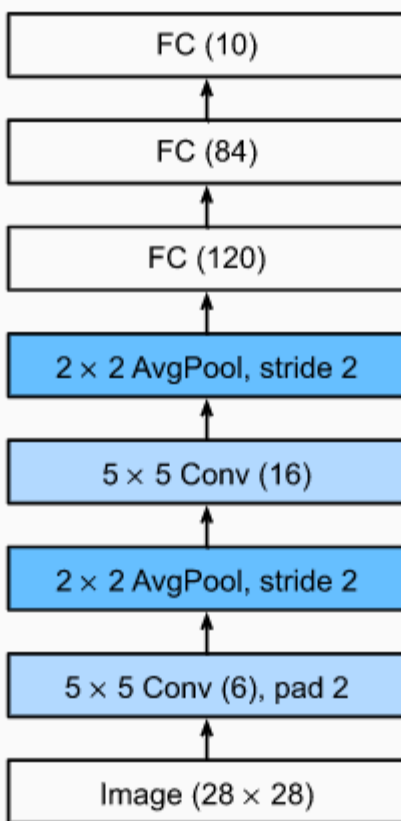 FC (10)
FC (84)
FC (120)
2 × 2 AvgPool, stride 2
5 × 5 Conv (16)
2 × 2 AvgPool, stride 2
5 × 5 Conv (6), pad 2
Image (28 × 28)